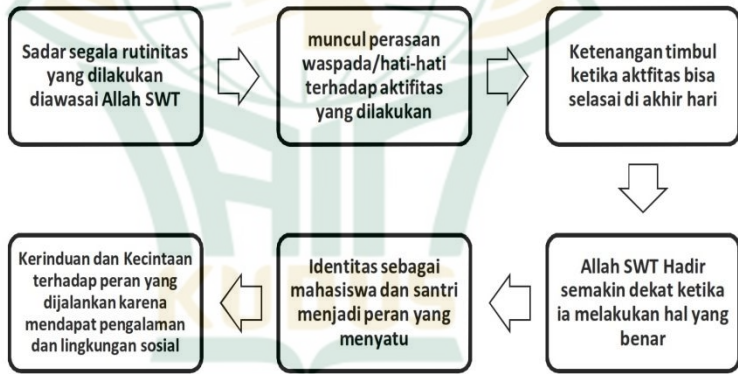 Sadar segala rutinitas
yang dilakukan
diawasai Allah SWT
muncul perasaan
waspada/hati-hati
terhadap aktifitas
yang dilakukan
Ketenangan timbul
ketika aktfitas bisa
selasai di akhir hari
Allah SWT Hadir
semakin dekat ketika
ia melakukan hal yang
benar
Identitas sebagai
mahasiswa dan santri
menjadi peran yang
menyatu
Kerinduan dan Kecintaan
terhadap peran yang
dijalankan karena
mendapat pengalaman
dan lingkungan sosial
KUDUS